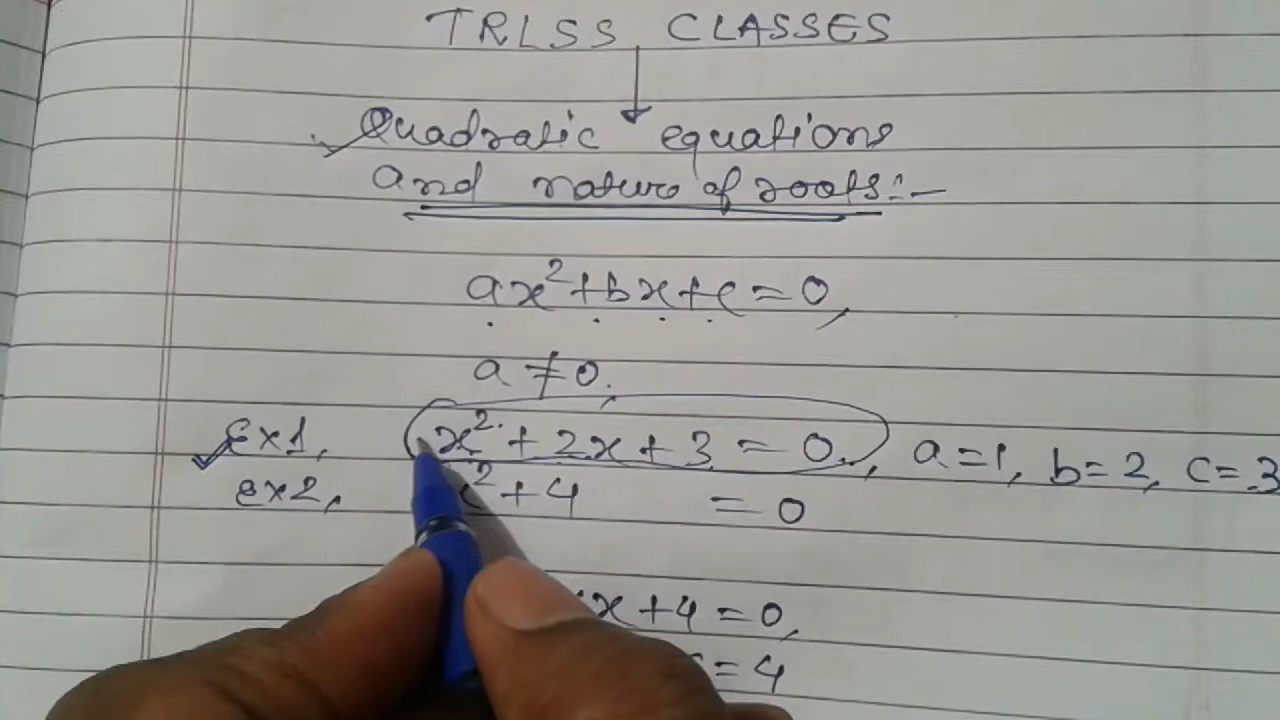 TRLSS CLASSES
Quadratic equations
and nature of roots:-
ax²+bx+c=0,
a≠0.
Ex1, x²+2x+3=0, a=1, b=2, c=3
ex2, x²+4 =0
x+4=0,
=4